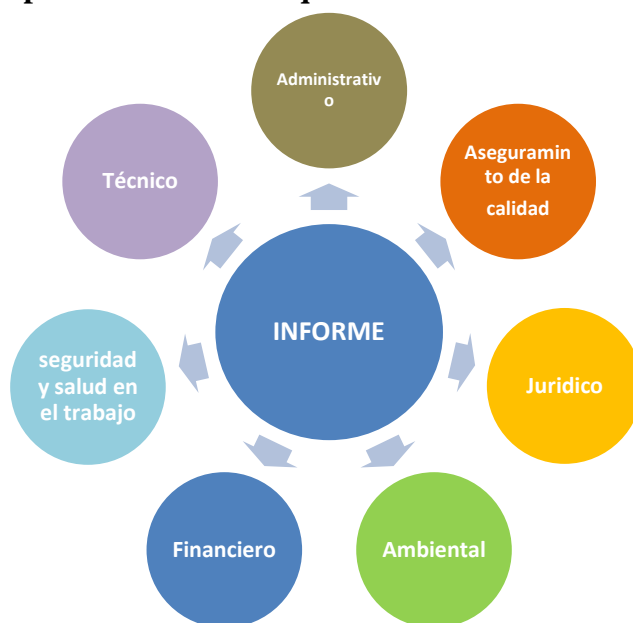 Administrativ
o
Aseguramin
to de la
calidad
Técnico
INFORME
seguridad
y salud en
el trabajo
Juridico
Financiero
Ambiental